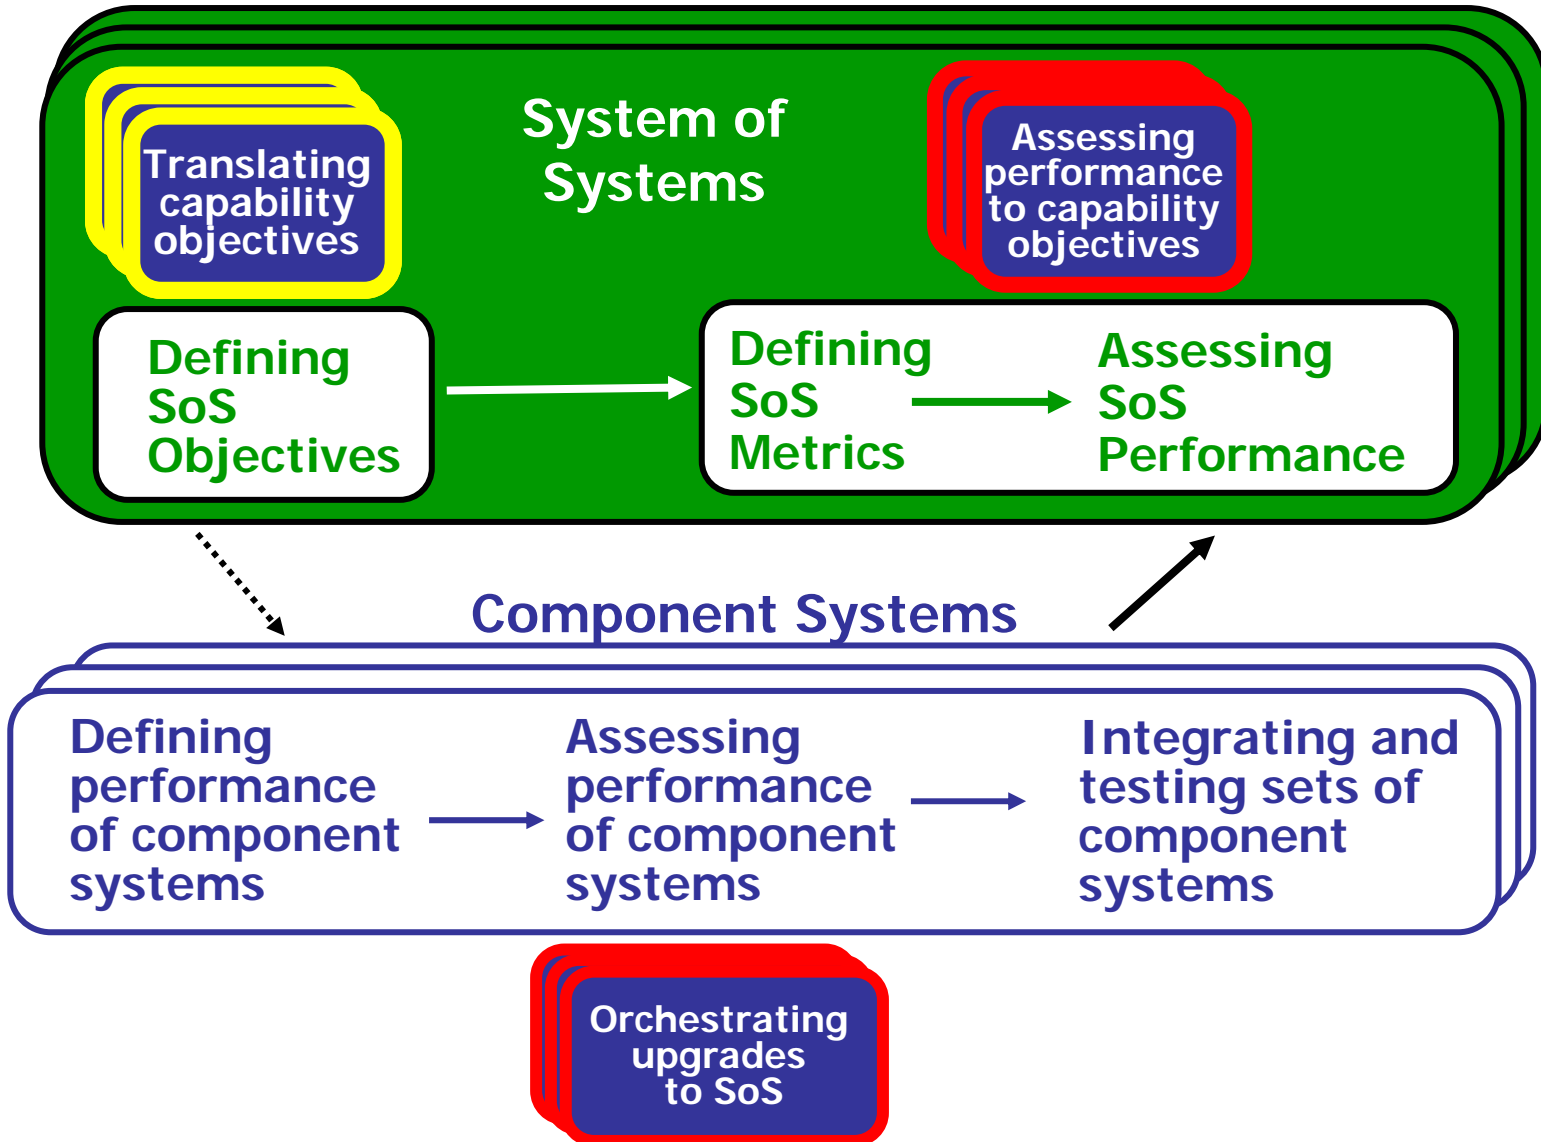 System of
Systems
Translating
capability
objectives
Assessing
performance
to capability
objectives
Defining
SoS
Objectives
Defining
SoS
Metrics
Assessing
SoS
Performance
Component Systems
Defining
performance
of component
systems
Assessing
performance
of component
systems
Integrating and
testing sets of
component
systems
Orchestrating
upgrades
to SoS